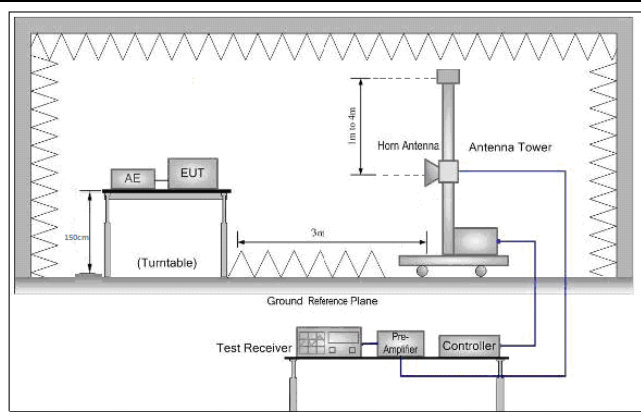 1m to 4m
Horn Antenna
Antenna Tower
AE
EUT
150cm
(Turntable)
3m
Ground Reference Plane
Test Receiver
Pre-
Amplifier
Controller